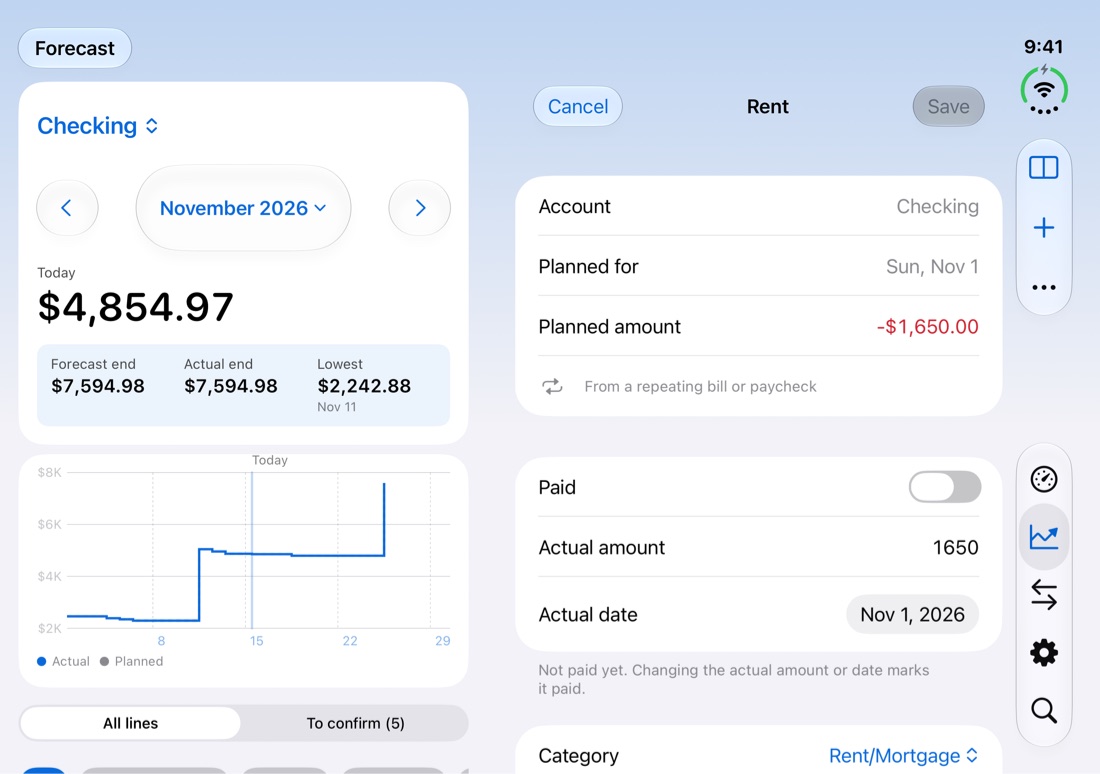 Forecast
Checking
November 2026
Today
$4,854.97
Forecast end
$7,594.98
Actual end
$7,594.98
Lowest
$2,242.88
Nov 11
Today
$8K
$6K
$4K
$2K
8
15
22
29
Actual
Planned
All lines
To confirm (5)
Cancel
Rent
Save
Account
Checking
Planned for
Sun, Nov 1
Planned amount
-$1,650.00
From a repeating bill or paycheck
Paid
Actual amount
1650
Actual date
Nov 1, 2026
Not paid yet. Changing the actual amount or date marks
it paid.
Category
Rent/Mortgage
9:41